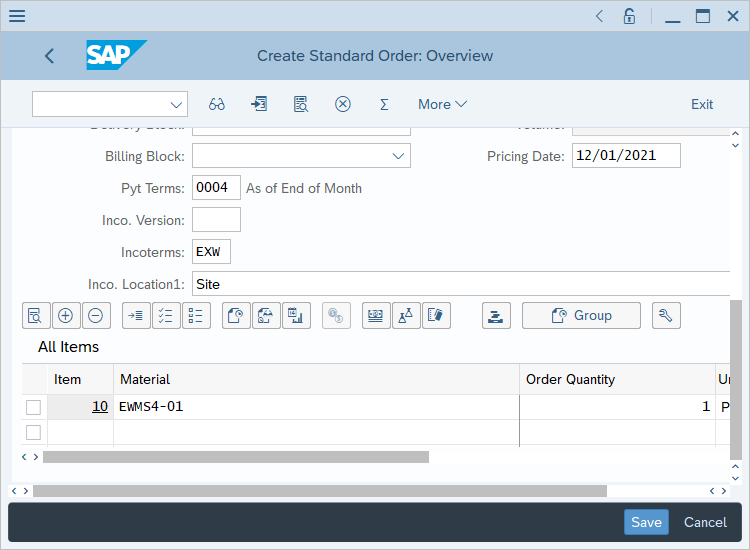 SAP
Create Standard Order: Overview
More
Exit
Delivery Block:
Volume:
Billing Block:
Pricing Date: 12/01/2021
Pyt Terms: 0004 As of End of Month
Inco. Version:
Incoterms: EXW
Inco. Location1: Site
Group
All Items
Item Material Order Quantity Un
10 EWMS4-01 1 P
Save Cancel